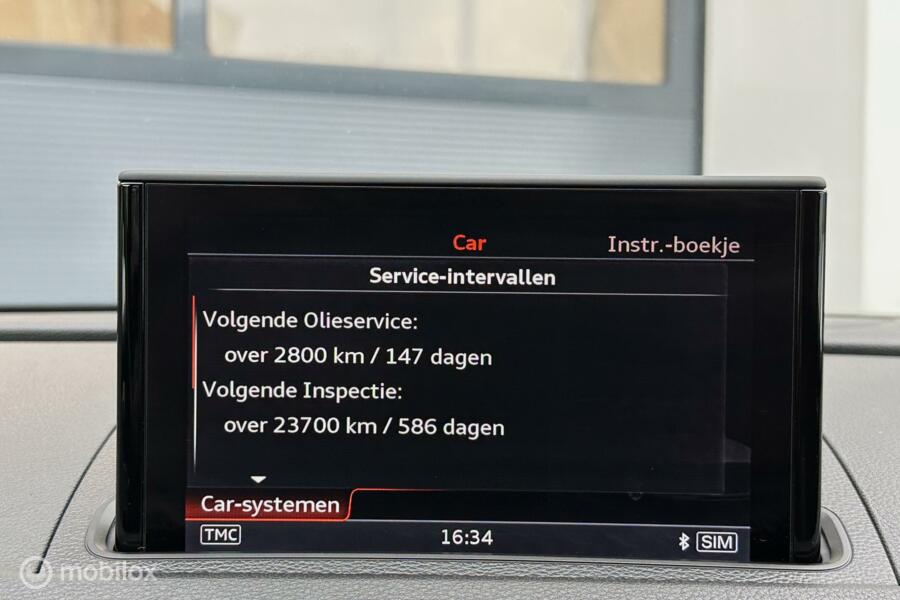 Car
Instr.-boekje
Service-intervallen
Volgende Olieservice:
over 2800 km / 147 dagen
Volgende Inspectie:
over 23700 km / 586 dagen
Car-systemen
TMC
16:34
SIM
mobilox